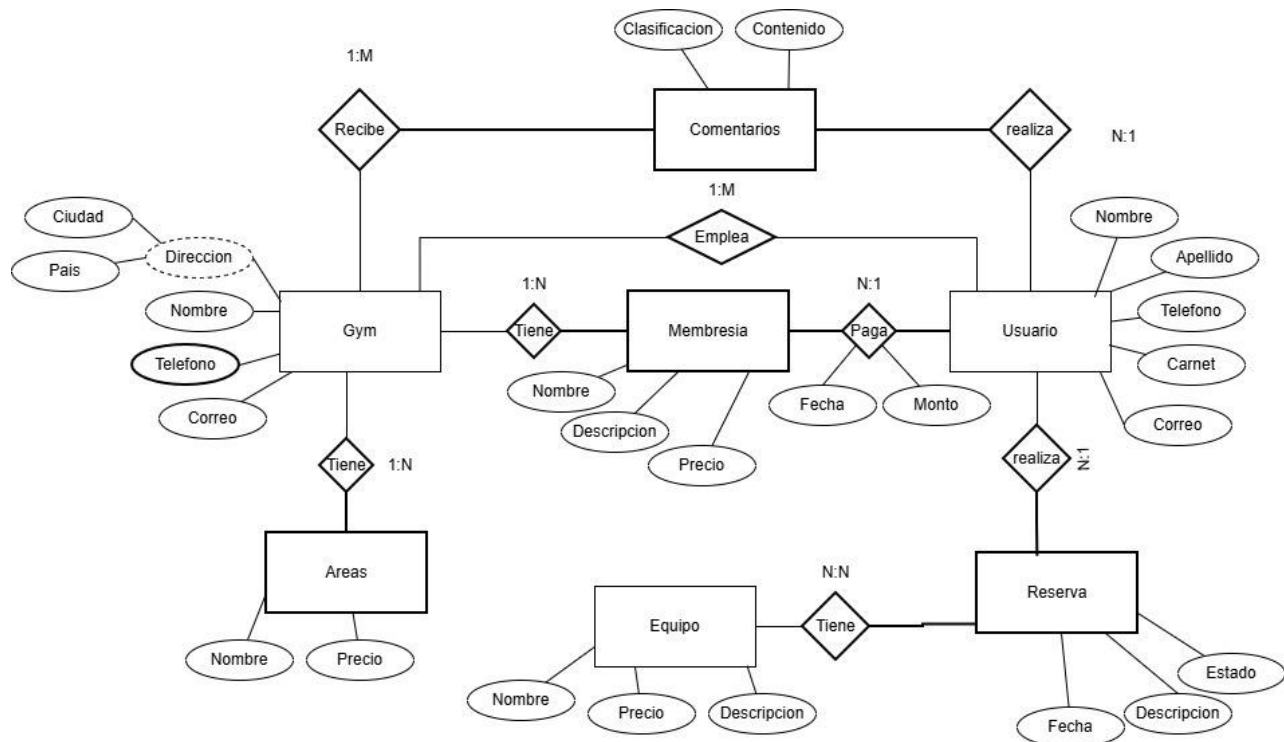 Clasificacion
Contenido
1:M
Recibe
Comentarios
realiza
N:1
1:M
Emplea
Ciudad
Pais
Direccion
Nombre
Telefono
Correo
Gym
1:N
Tiene
Membresia
N:1
Paga
Usuario
Nombre
Apellido
Telefono
Carnet
Correo
Nombre
Descripcion
Precio
Fecha
Monto
Tiene
1:N
realiza
N:1
Areas
Nombre
Precio
Equipo
N:N
Tiene
Reserva
Nombre
Precio
Descripcion
Estado
Descripcion
Fecha